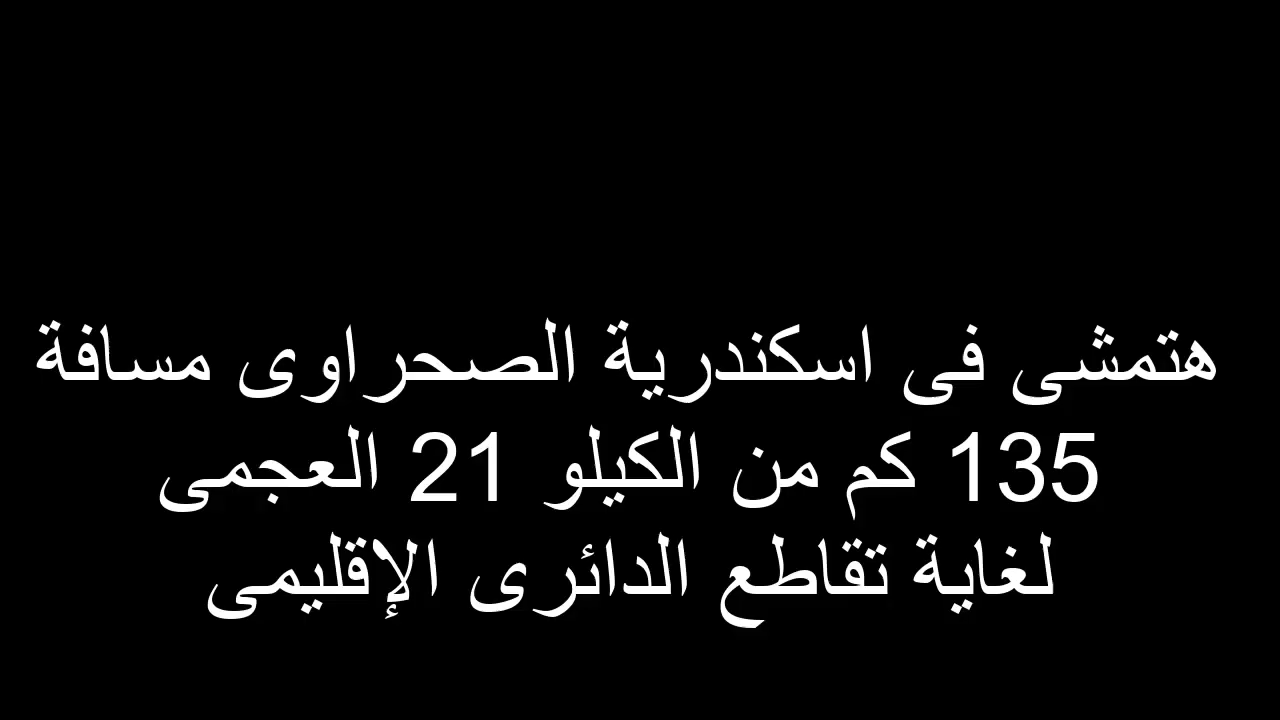 هتمشى فى اسكندرية الصحراوى مسافة
135 كم من الكيلو 21 العجمى
لغاية تقاطع الدائرى الإقليمى